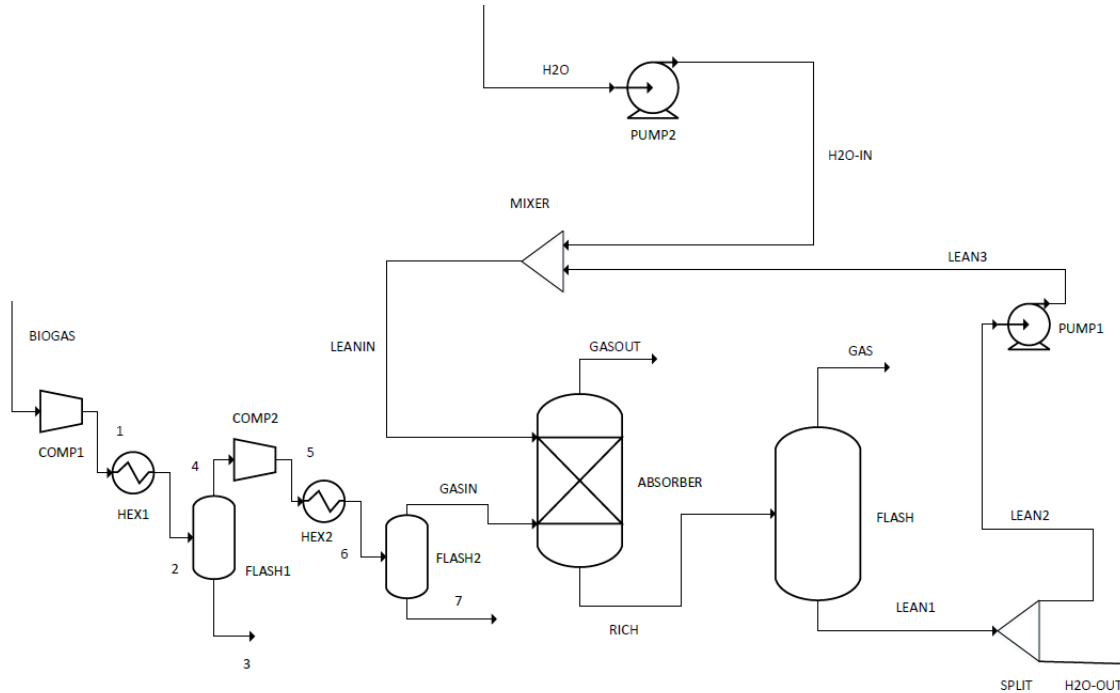 H2O
PUMP2
H2O-IN
MIXER
LEAN3
BIOGAS
LEANIN
GASOUT
GAS
PUMP1
COMP2
1
4
5
COMP1
GASIN
ABSORBER
HEX1
FLASH
LEAN2
HEX2
6
FLASH2
2
FLASH1
7
LEAN1
RICH
3
SPLIT
H2O-OUT